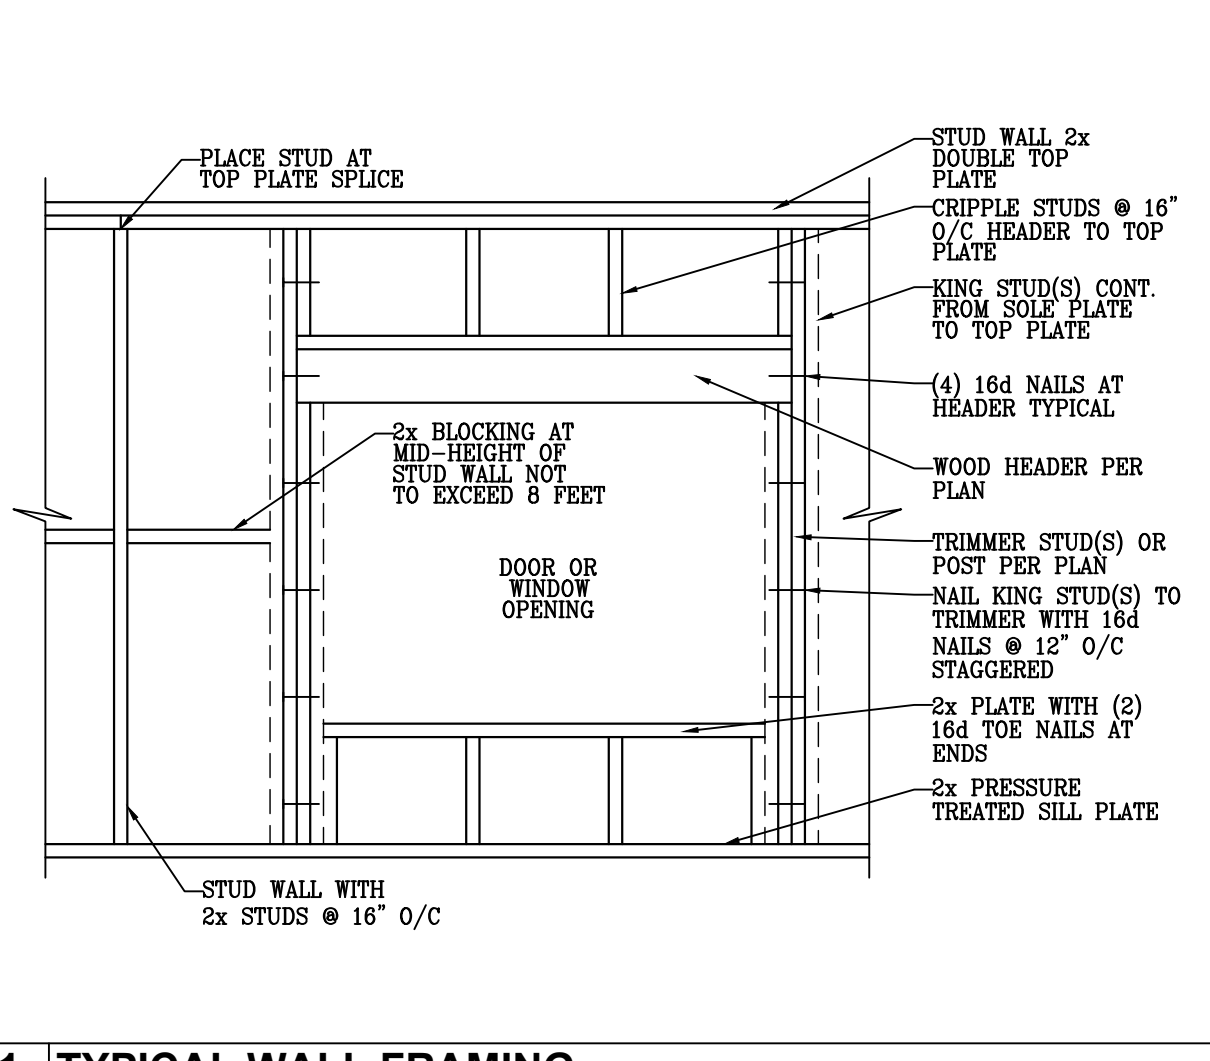 PLACE STUD AT
TOP PLATE SPLICE
STUD WALL 2x
DOUBLE TOP
PLATE
CRIPPLE STUDS @ 16"
O/C HEADER TO TOP
PLATE
KING STUD(S) CONT.
FROM SOLE PLATE
TO TOP PLATE
(4) 16d NAILS AT
HEADER TYPICAL
2x BLOCKING AT
MID-HEIGHT OF
STUD WALL NOT
TO EXCEED 8 FEET
WOOD HEADER PER
PLAN
DOOR OR
WINDOW
OPENING
TRIMMER STUD(S) OR
POST PER PLAN
NAIL KING STUD(S) TO
TRIMMER WITH 16d
NAILS @ 12" O/C
STAGGERED
2x PLATE WITH (2)
16d TOE NAILS AT
ENDS
2x PRESSURE
TREATED SILL PLATE
STUD WALL WITH
2x STUDS @ 16" O/C
1 TYPICAL WALL FRAMING